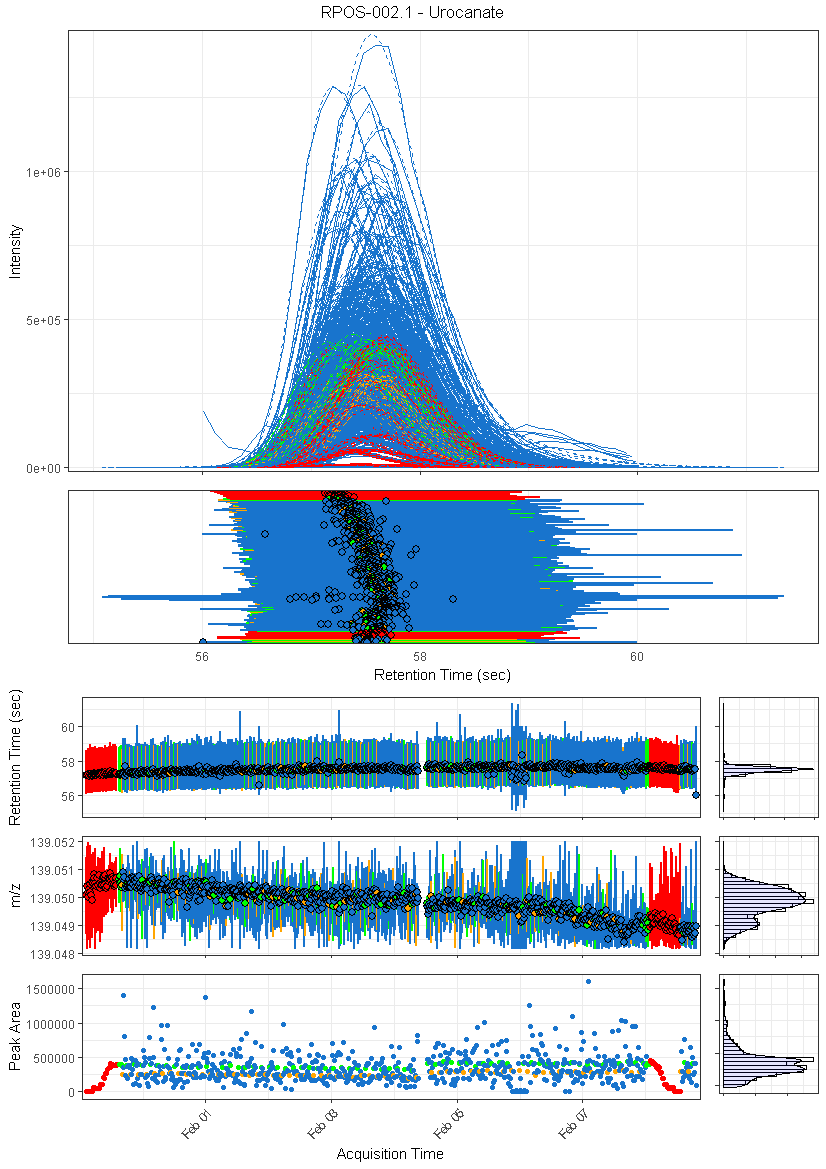 RPOS-002.1 - Urocanate
Intensity
1e+06
5e+05
0e+00
56
58
60
Retention Time (sec)
Retention Time (sec)
60
58
56
m/z
139.052
139.051
139.050
139.049
139.048
Peak Area
1500000
1000000
500000
0
Feb 01
Feb 03
Feb 05
Feb 07
Acquisition Time